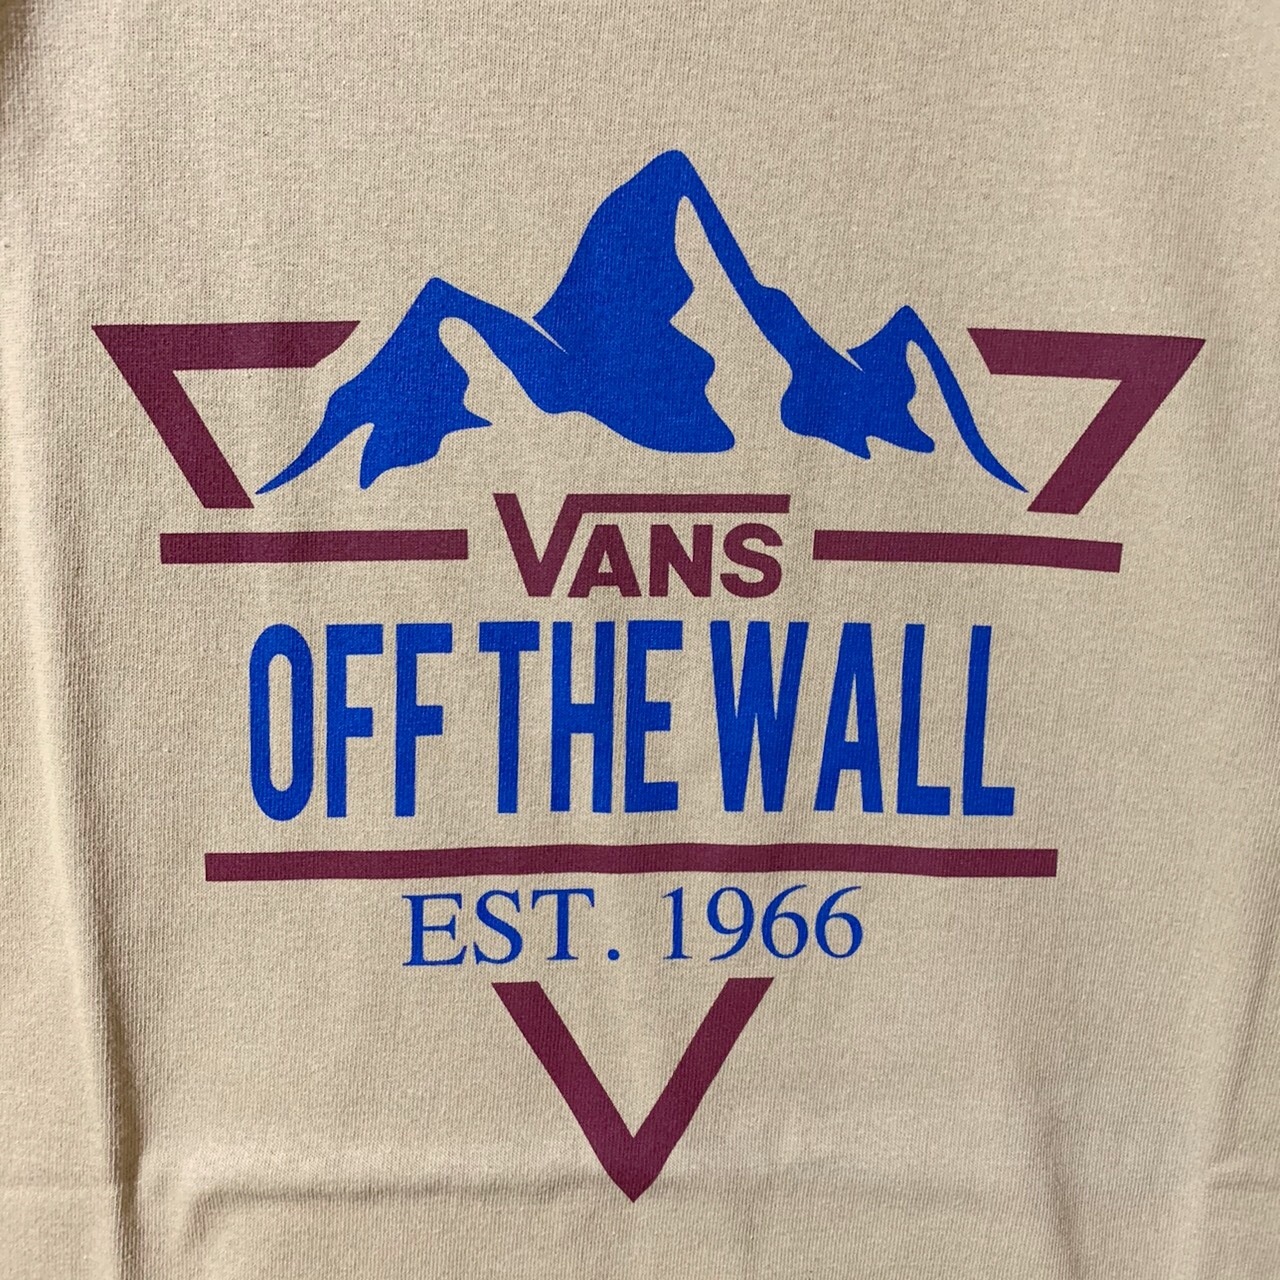 VANS
OFF THE WALL
EST. 1966